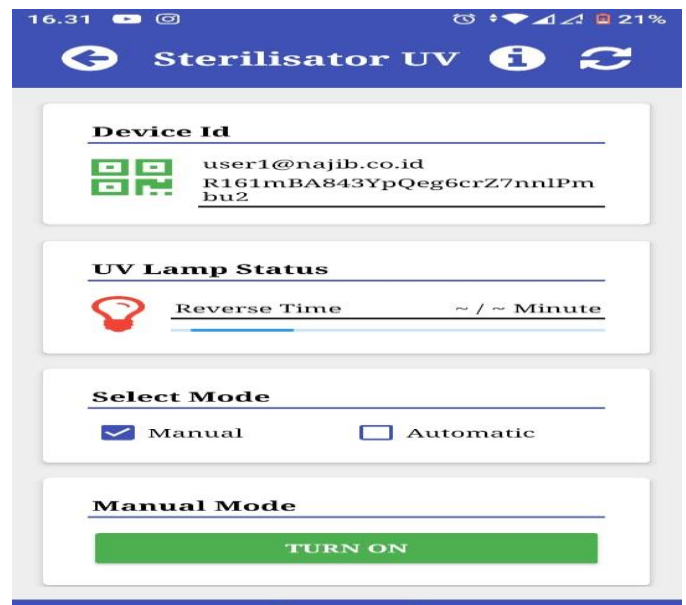 16.31 21%
Sterilisator UV
Device Id
user1@najib.co.id
R161mBA843YpQeg6crZ7nnlPm
bu2
UV Lamp Status
Reverse Time ~ / ~ Minute
Select Mode
Manual Automatic
Manual Mode
TURN ON